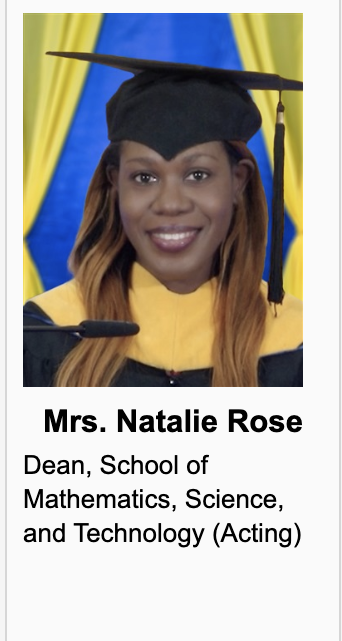 Mrs. Natalie Rose
Dean, School of
Mathematics, Science,
and Technology (Acting)